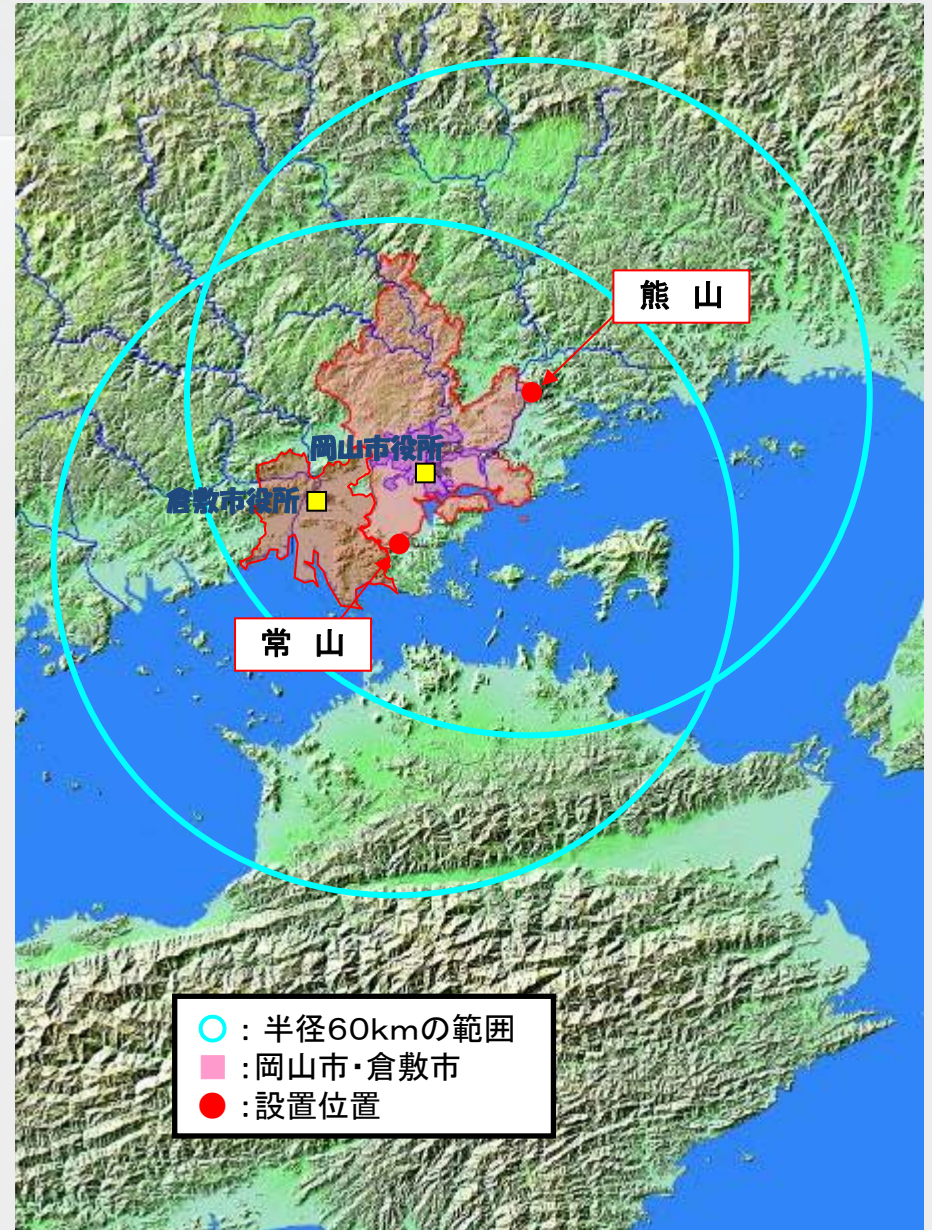 熊 山
岡山市役所
倉敷市役所
常 山
○ : 半径60kmの範囲
■ :岡山市・倉敷市
● :設置位置